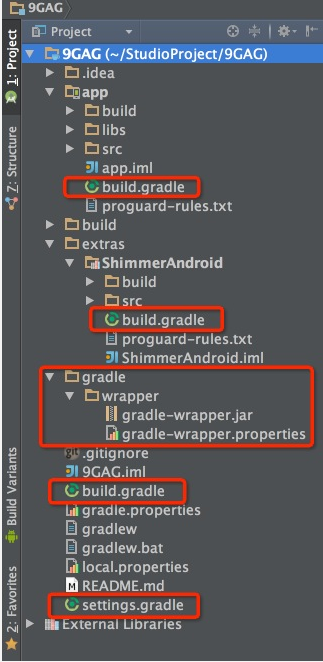 9GAG
Project
9GAG (~/StudioProject/9GAG)
.idea
app
build
libs
src
app.iml
build.gradle
proguard-rules.txt
build
extras
ShimmerAndroid
build
src
build.gradle
proguard-rules.txt
ShimmerAndroid.iml
gradle
wrapper
gradle-wrapper.jar
gradle-wrapper.properties
.gitignore
9GAG.iml
build.gradle
gradle.properties
gradlew
gradlew.bat
local.properties
README.md
settings.gradle
External Libraries
1: Project
7: Structure
Build Variants
2: Favorites